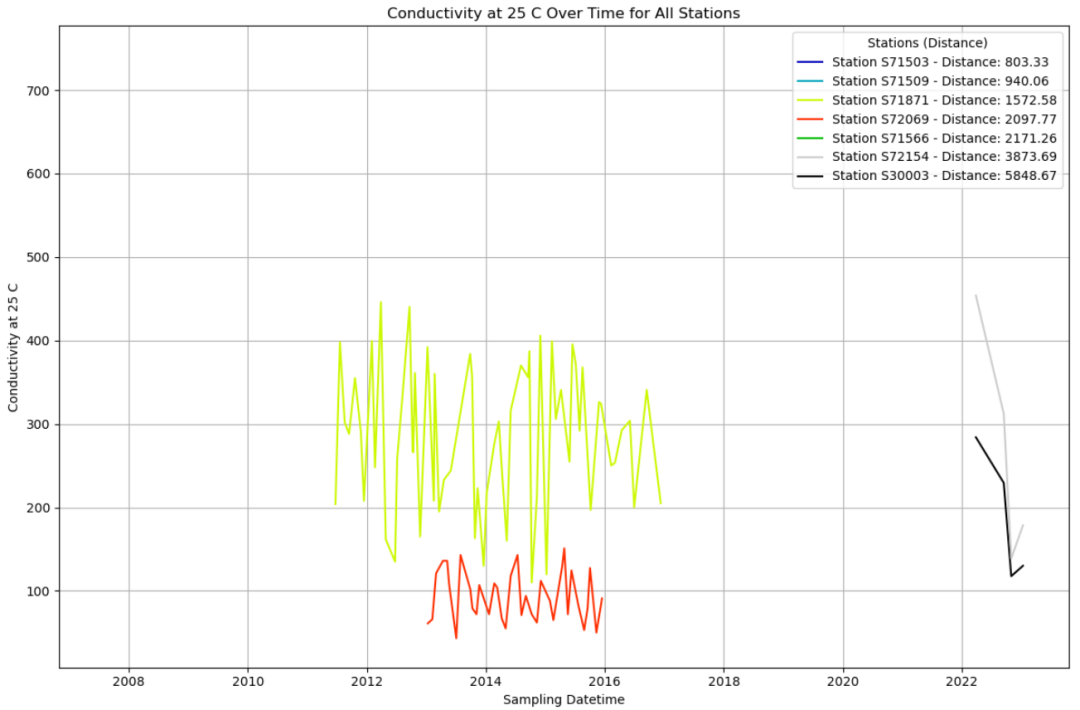 Conductivity at 25 C Over Time for All Stations
Stations (Distance)
Station S71503 - Distance: 803.33
Station S71509 - Distance: 940.06
Station S71871 - Distance: 1572.58
Station S72069 - Distance: 2097.77
Station S71566 - Distance: 2171.26
Station S72154 - Distance: 3873.69
Station S30003 - Distance: 5848.67
Conductivity at 25 C
700
600
500
400
300
200
100
2008 2010 2012 2014 2016 2018 2020 2022
Sampling Datetime